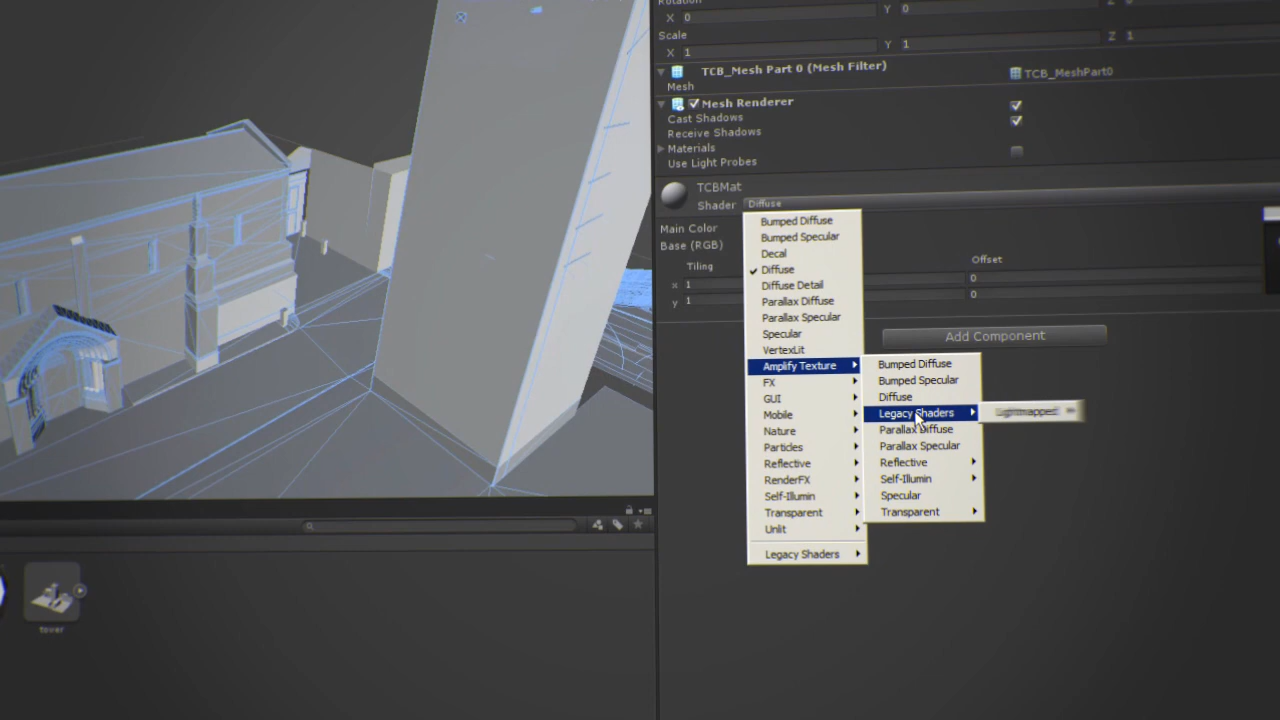 Rotation
X 0 Y 0 Z
Scale
X 1 Y 1 Z 1
TCB_Mesh Part 0 (Mesh Filter)
Mesh TCB_MeshPart0
Mesh Renderer
Cast Shadows
Receive Shadows
Materials
Use Light Probes
TCBMat
Shader Diffuse
Main Color
Base (RGB)
Tiling Offset
x 1 0
y 1 0
Add Component
Bumped Diffuse
Bumped Specular
Decal
Diffuse
Diffuse Detail
Parallax Diffuse
Parallax Specular
Specular
VertexLit
Amplify Texture
FX
GUI
Mobile
Nature
Particles
Reflective
RenderFX
Self-Illumin
Transparent
Unlit
Legacy Shaders
Bumped Diffuse
Bumped Specular
Diffuse
Legacy Shaders
Parallax Diffuse
Parallax Specular
Reflective
Self-Illumin
Specular
Transparent
Lightmapped
tower